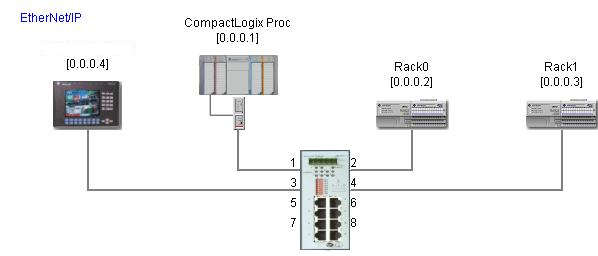 EtherNet/IP
CompactLogix Proc
[0.0.0.1]
[0.0.0.4]
Rack0
[0.0.0.2]
Rack1
[0.0.0.3]
1 2
3 4
5 6
7 8